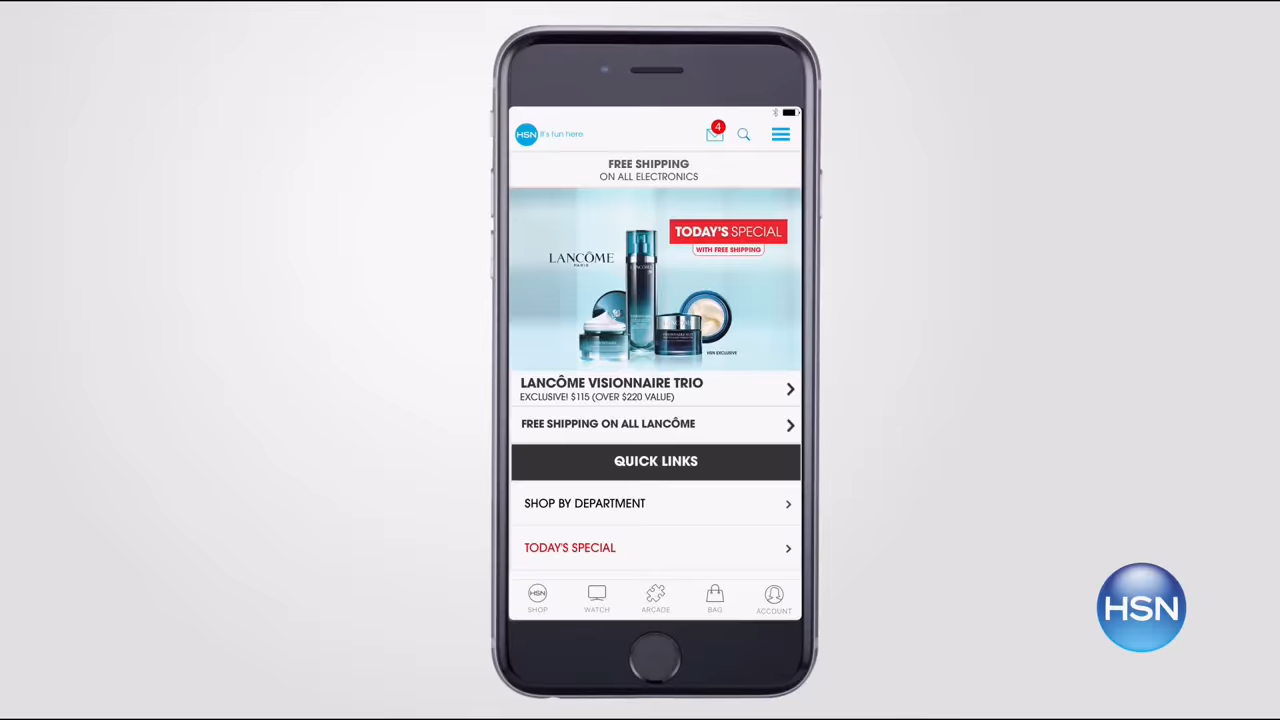 HSN it's fun here
4
FREE SHIPPING
ON ALL ELECTRONICS
TODAY'S SPECIAL
WITH FREE SHIPPING
LANCÔME
PARIS
LANCÔME
HSN EXCLUSIVE
LANCÔME VISIONNAIRE TRIO
EXCLUSIVE! $115 (OVER $220 VALUE)
FREE SHIPPING ON ALL LANCÔME
QUICK LINKS
SHOP BY DEPARTMENT
TODAY'S SPECIAL
HSN
SHOP WATCH ARCADE BAG ACCOUNT
HSN